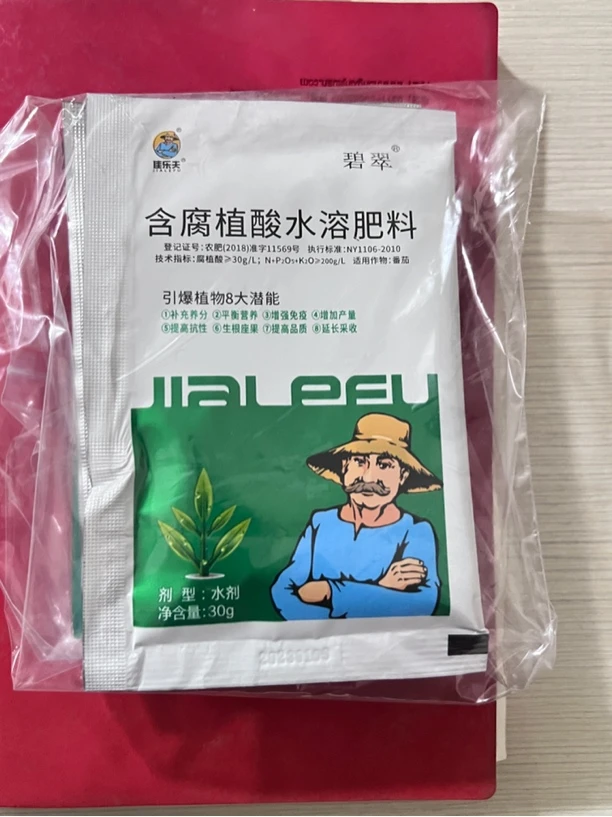 佳乐夫®
碧翠®
含腐植酸水溶肥料
登记证号:农肥(2018)准字11569号 执行标准:NY1106-2010
技术指标:腐植酸≥30g/L; N+P₂O₅+K₂O≥200g/L 适用作物:番茄
引爆植物8大潜能
①补充养分 ②平衡营养 ③增强免疫 ④增加产量
⑤提高抗性 ⑥生根座果 ⑦提高品质 ⑧延长采收
JIALEFU
剂 型:水剂
净含量:30g